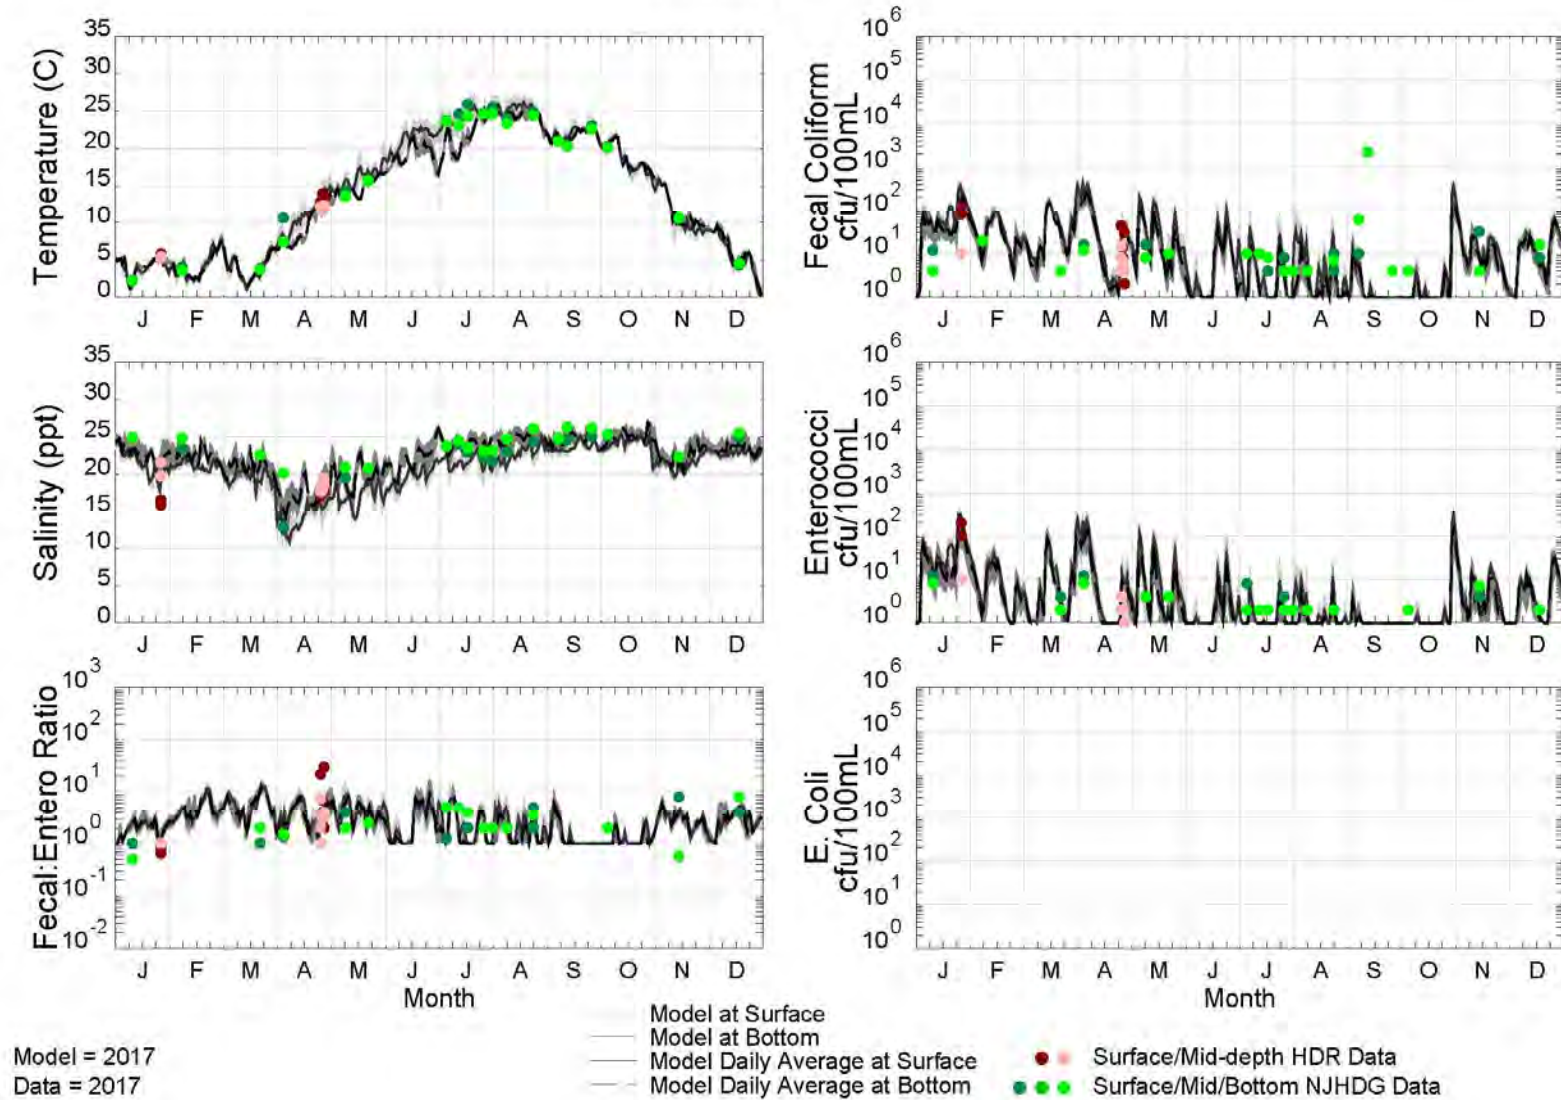 Temperature (C)
35
30
25
20
15
10
5
0
J F M A M J J A S O N D
Fecal Coliform
cfu/100mL
10^6
10^5
10^4
10^3
10^2
10^1
10^0
J F M A M J J A S O N D
Salinity (ppt)
35
30
25
20
15
10
5
0
J F M A M J J A S O N D
Enterococci
cfu/100mL
10^6
10^5
10^4
10^3
10^2
10^1
10^0
J F M A M J J A S O N D
Fecal:Entero Ratio
10^3
10^2
10^1
10^0
10^-1
10^-2
J F M A M J J A S O N D
Month
E. Coli
cfu/100mL
10^6
10^5
10^4
10^3
10^2
10^1
10^0
J F M A M J J A S O N D
Month
Model at Surface
Model at Bottom
Model Daily Average at Surface
Model Daily Average at Bottom
Surface/Mid-depth HDR Data
Surface/Mid/Bottom NJHDG Data
Model = 2017
Data = 2017